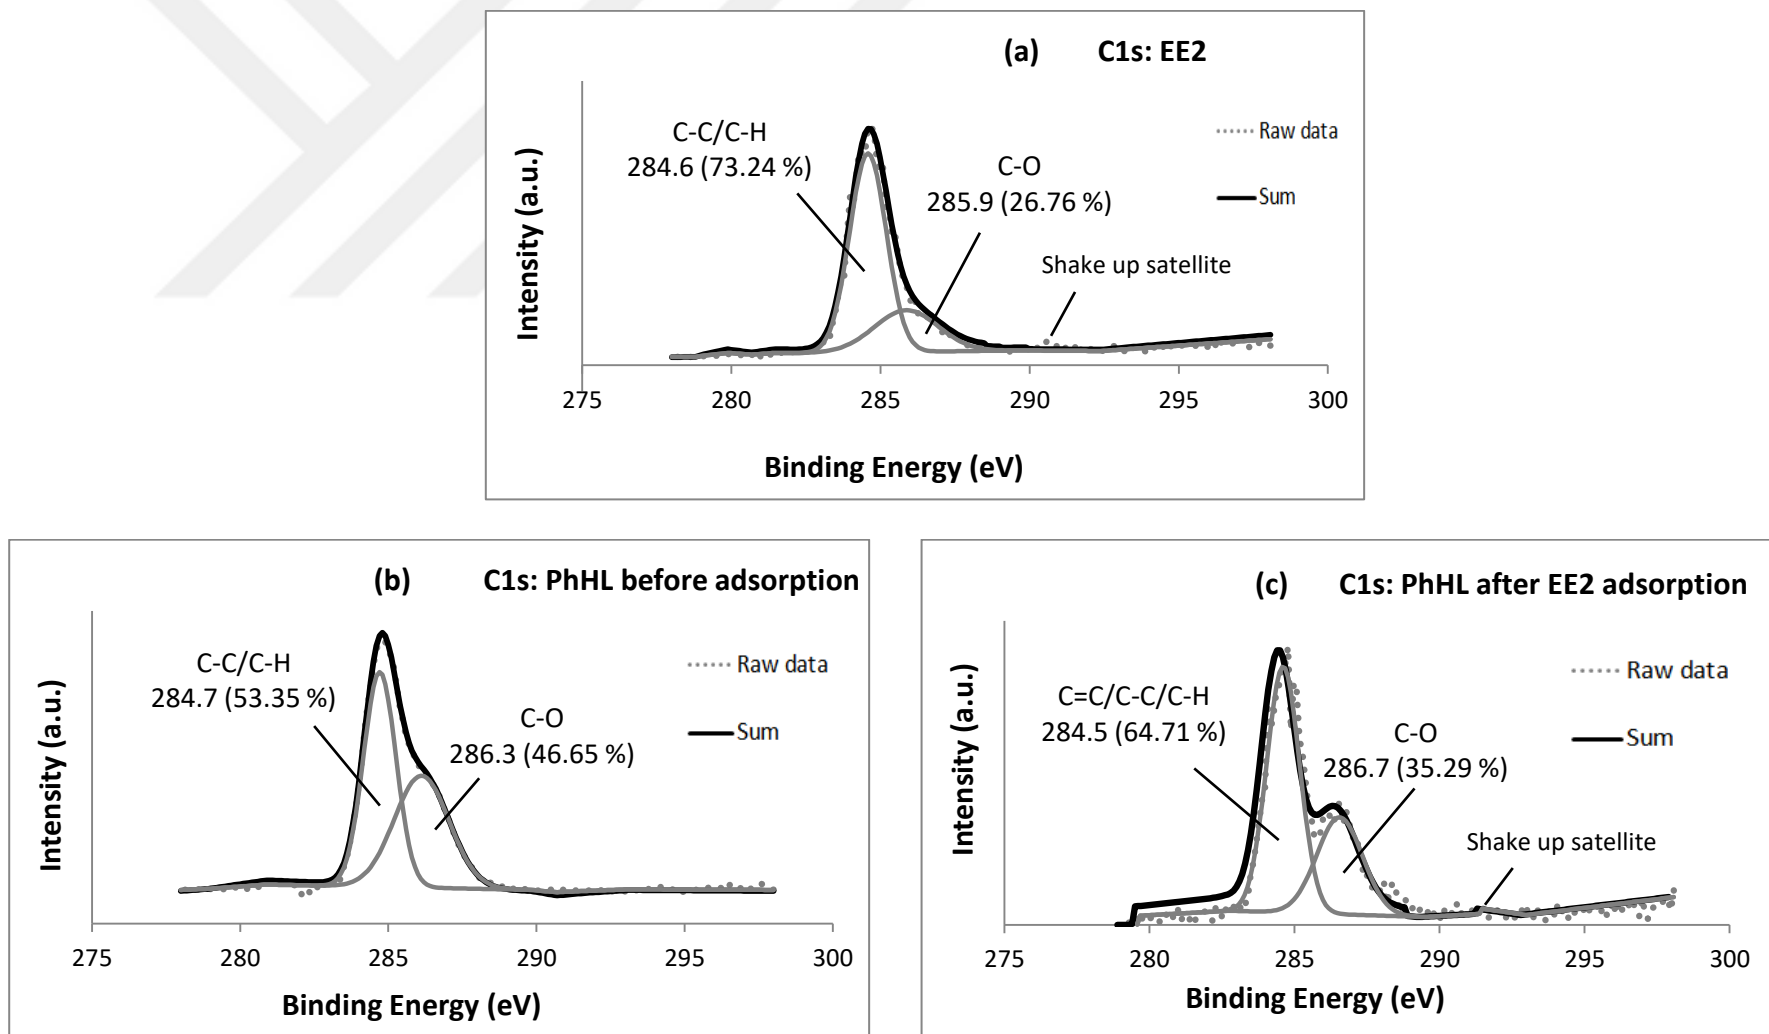 (a) C1s: EE2
C-C/C-H
284.6 (73.24 %)
C-O
285.9 (26.76 %)
Shake up satellite
Raw data
Sum
Intensity (a.u.)
275 280 285 290 295 300
Binding Energy (eV)
(b) C1s: PhHL before adsorption
C-C/C-H
284.7 (53.35 %)
C-O
286.3 (46.65 %)
Raw data
Sum
Intensity (a.u.)
275 280 285 290 295 300
Binding Energy (eV)
(c) C1s: PhHL after EE2 adsorption
C=C/C-C/C-H
284.5 (64.71 %)
C-O
286.7 (35.29 %)
Shake up satellite
Raw data
Sum
Intensity (a.u.)
275 280 285 290 295 300
Binding Energy (eV)